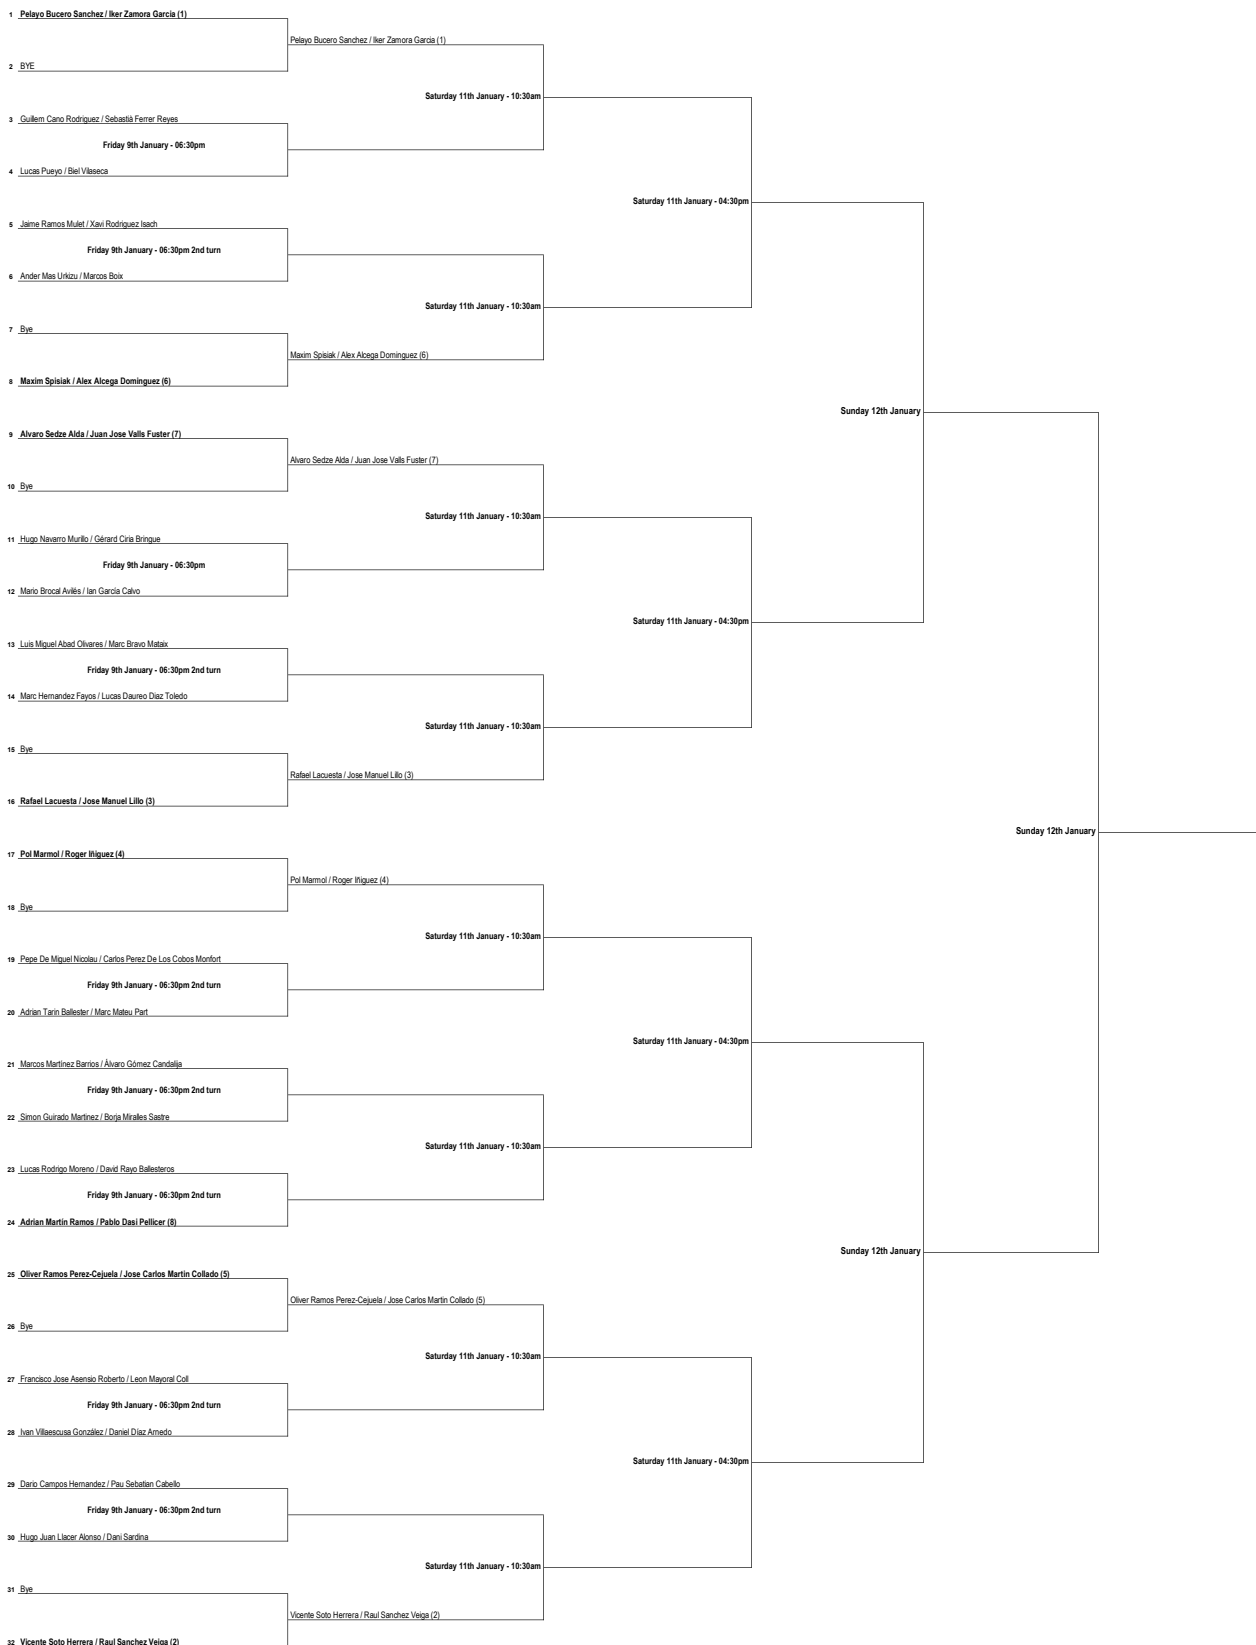 1 Pelayo Bucero Sanchez / Iker Zamora Garcia (1)
Pelayo Bucero Sanchez / Iker Zamora Garcia (1)
2 BYE
Saturday 11th January - 10:30am
3 Guillem Cano Rodriguez / Sebastià Ferrer Reyes
Friday 9th January - 06:30pm
4 Lucas Pueyo / Biel Vilaseca
Saturday 11th January - 04:30pm
5 Jaime Ramos Mulet / Xavi Rodriguez Isach
Friday 9th January - 06:30pm 2nd turn
6 Ander Mas Urkizu / Marcos Boix
Saturday 11th January - 10:30am
7 Bye
Maxim Spisiak / Alex Alcega Dominguez (6)
8 Maxim Spisiak / Alex Alcega Dominguez (6)
Sunday 12th January
9 Alvaro Sedze Alda / Juan Jose Valls Fuster (7)
Alvaro Sedze Alda / Juan Jose Valls Fuster (7)
10 Bye
Saturday 11th January - 10:30am
11 Hugo Navarro Murillo / Gérard Ciria Bringue
Friday 9th January - 06:30pm
12 Mario Brocal Avilés / Ian García Calvo
Saturday 11th January - 04:30pm
13 Luis Miguel Abad Olivares / Marc Bravo Mataix
Friday 9th January - 06:30pm 2nd turn
14 Marc Hernandez Fayos / Lucas Daureo Diaz Toledo
Saturday 11th January - 10:30am
15 Bye
Rafael Lacuesta / Jose Manuel Lillo (3)
16 Rafael Lacuesta / Jose Manuel Lillo (3)
Sunday 12th January
17 Pol Marmol / Roger Iñiguez (4)
Pol Marmol / Roger Iñiguez (4)
18 Bye
Saturday 11th January - 10:30am
19 Pepe De Miguel Nicolau / Carlos Perez De Los Cobos Monfort
Friday 9th January - 06:30pm 2nd turn
20 Adrian Tarin Ballester / Marc Mateu Part
Saturday 11th January - 04:30pm
21 Marcos Martínez Barrios / Álvaro Gómez Candalija
Friday 9th January - 06:30pm 2nd turn
22 Simon Guirado Martinez / Borja Miralles Sastre
Saturday 11th January - 10:30am
23 Lucas Rodrigo Moreno / David Rayo Ballesteros
Friday 9th January - 06:30pm 2nd turn
24 Adrian Martín Ramos / Pablo Dasí Pellicer (8)
Sunday 12th January
25 Oliver Ramos Perez-Cejuela / Jose Carlos Martin Collado (5)
Oliver Ramos Perez-Cejuela / Jose Carlos Martin Collado (5)
26 Bye
Saturday 11th January - 10:30am
27 Francisco Jose Asensio Roberto / Leon Mayoral Coll
Friday 9th January - 06:30pm 2nd turn
28 Ivan Villaescusa González / Daniel Díaz Arnedo
Saturday 11th January - 04:30pm
29 Dario Campos Hernandez / Pau Sebatian Cabello
Friday 9th January - 06:30pm 2nd turn
30 Hugo Juan Llacer Alonso / Dani Sardina
Saturday 11th January - 10:30am
31 Bye
Vicente Soto Herrera / Raul Sanchez Veiga (2)
32 Vicente Soto Herrera / Raul Sanchez Veiga (2)